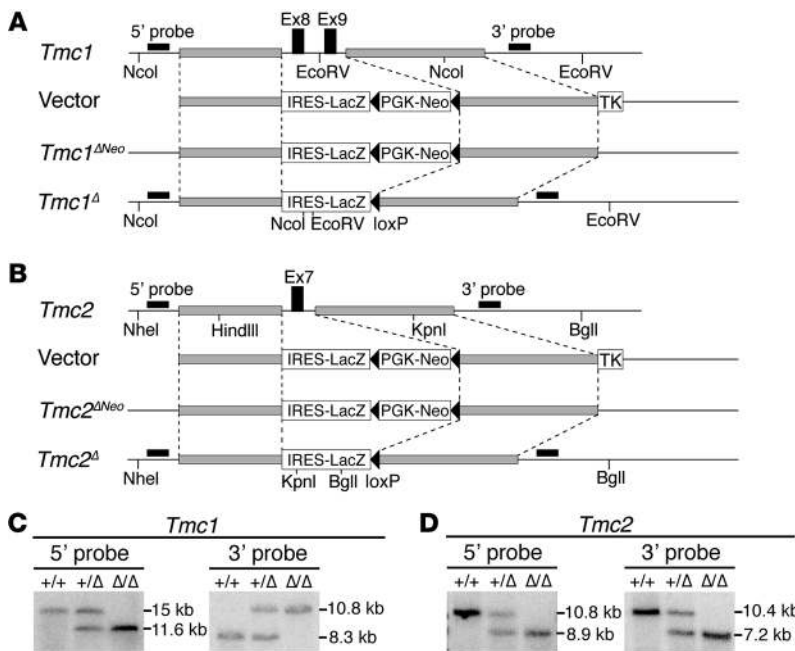 A
5’ probe Ex8 Ex9 3’ probe
Tmc1
NcoI EcoRV NcoI EcoRV
Vector IRES-LacZ PGK-Neo TK
Tmc1ΔNeo IRES-LacZ PGK-Neo
Tmc1Δ IRES-LacZ
NcoI NcoI EcoRV loxP EcoRV
B
5’ probe Ex7 3’ probe
Tmc2
NheI HindIII KpnI BglI
Vector IRES-LacZ PGK-Neo TK
Tmc2ΔNeo IRES-LacZ PGK-Neo
Tmc2Δ IRES-LacZ
NheI KpnI BglI loxP BglI
C Tmc1
5’ probe 3’ probe
+/+ +/Δ Δ/Δ +/+ +/Δ Δ/Δ
15 kb 10.8 kb
11.6 kb 8.3 kb
D Tmc2
5’ probe 3’ probe
+/+ +/Δ Δ/Δ +/+ +/Δ Δ/Δ
10.8 kb 10.4 kb
8.9 kb 7.2 kb